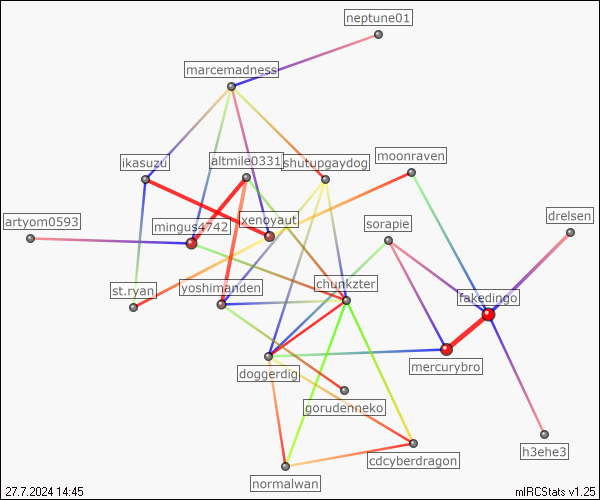 neptune01
marcemadness
ikasuzu
altmile0331
shutupgaydog
moonraven
artyom0593
mingus4742
xenoyaut
sorapie
drelsen
st.ryan
yoshimanden
chunkzter
fakedingo
doggerdig
mercurybro
gorudenneko
cdcyberdragon
h3ehe3
normalwan
27.7.2024 14:45
mIRCStats v1.25